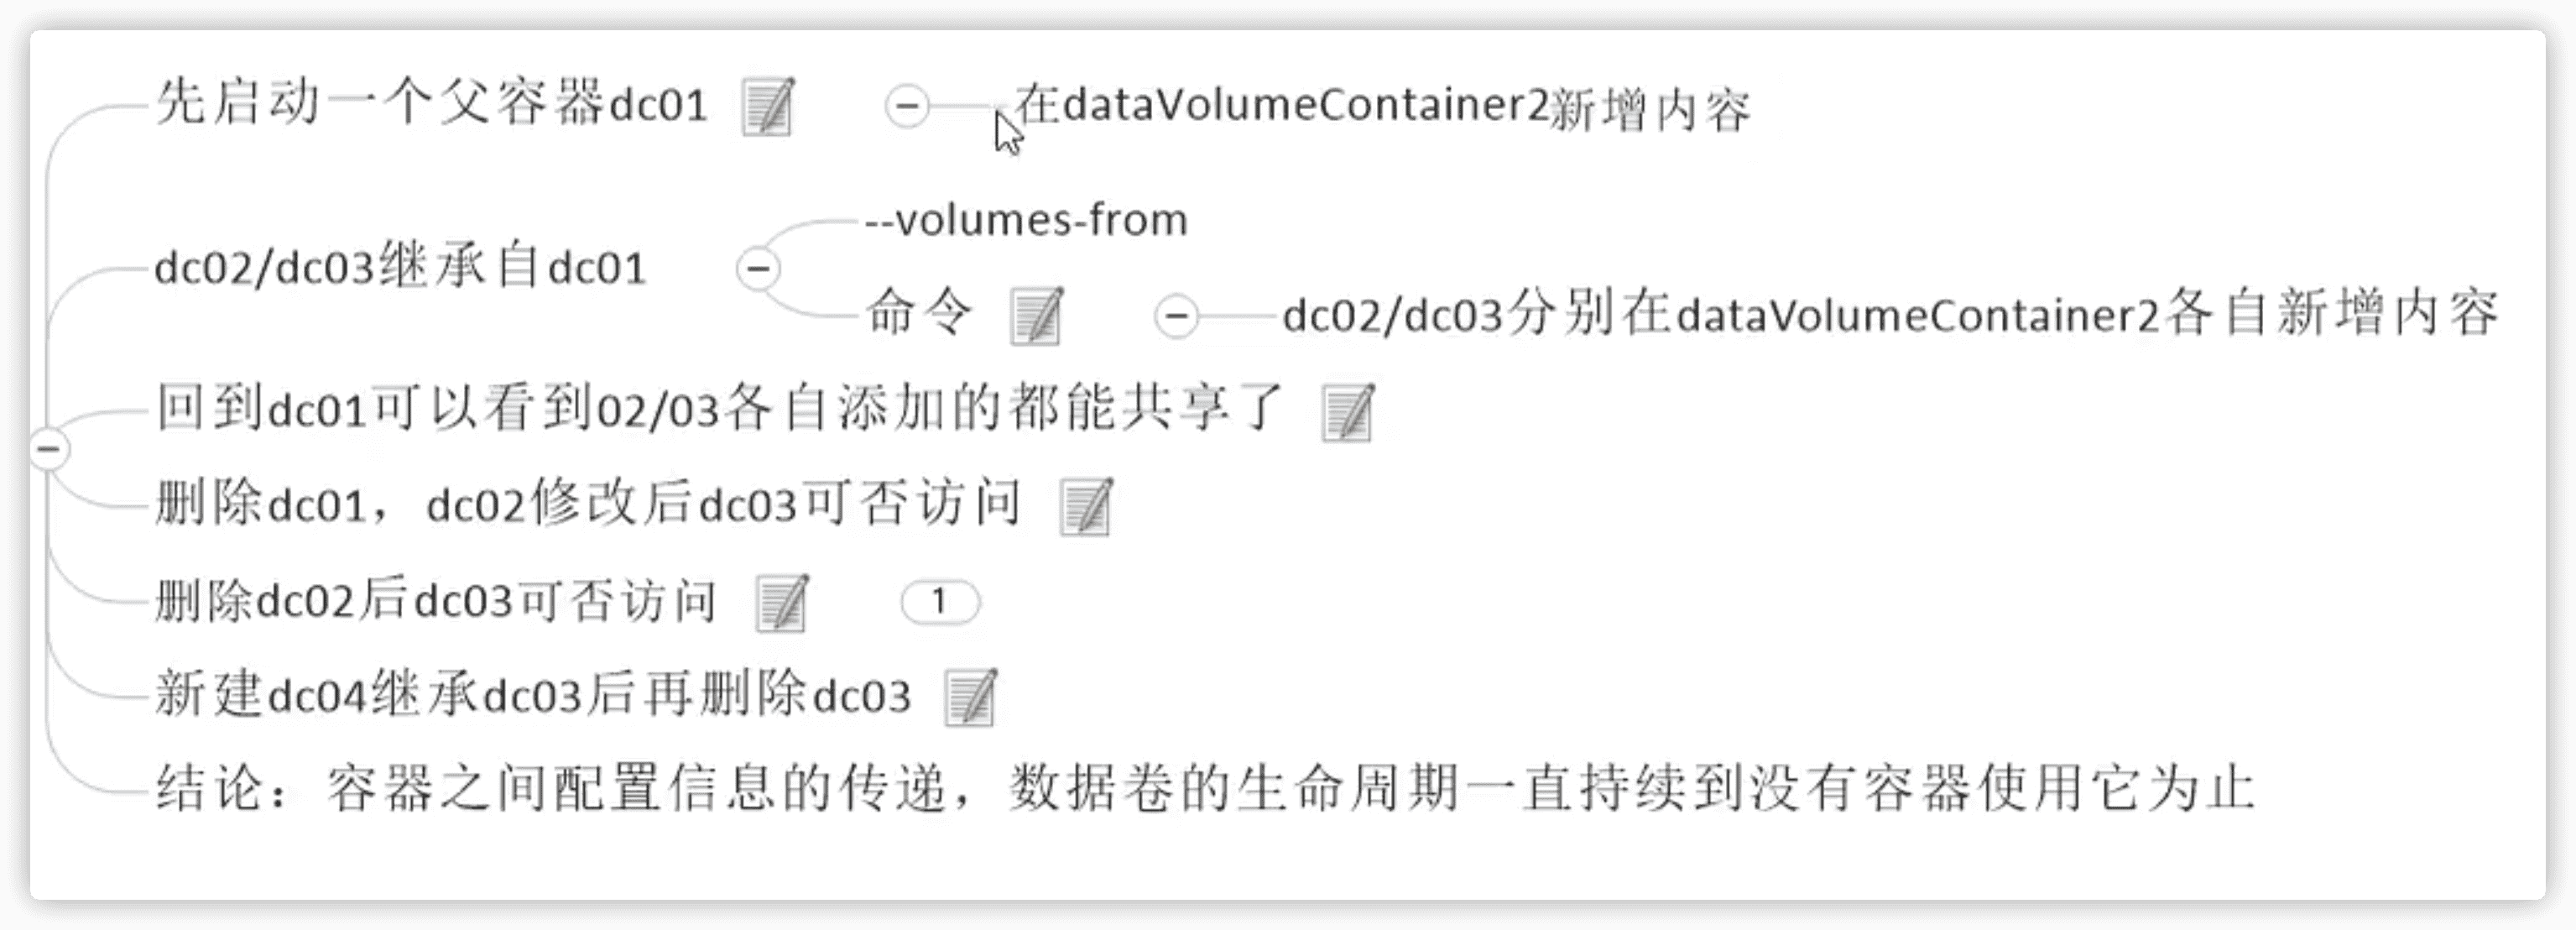 先启动一个父容器dc01
在dataVolumeContainer2新增内容
dc02/dc03继承自dc01
--volumes-from
命令
dc02/dc03分别在dataVolumeContainer2各自新增内容
回到dc01可以看到02/03各自添加的都能共享了
删除dc01，dc02修改后dc03可否访问
删除dc02后dc03可否访问
1
新建dc04继承dc03后再删除dc03
结论：容器之间配置信息的传递，数据卷的生命周期一直持续到没有容器使用它为止